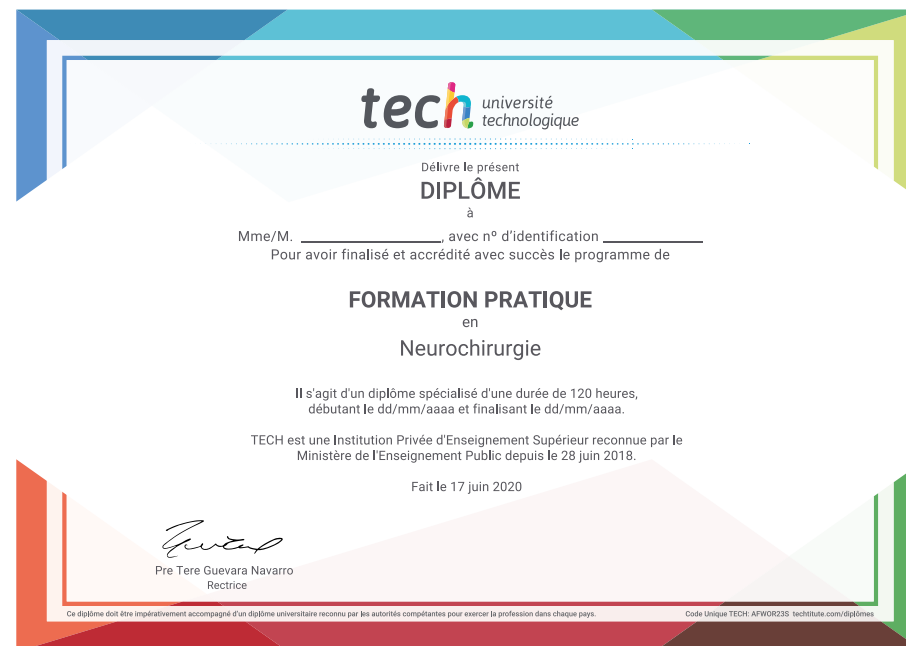 tech université
technologique
Délivre le présent
DIPLÔME
à
Mme/M. ____________________, avec nº d'identification ______________
Pour avoir finalisé et accrédité avec succès le programme de
FORMATION PRATIQUE
en
Neurochirurgie
Il s'agit d'un diplôme spécialisé d'une durée de 120 heures,
débutant le dd/mm/aaaa et finalisant le dd/mm/aaaa.
TECH est une Institution Privée d'Enseignement Supérieur reconnue par le
Ministère de l'Enseignement Public depuis le 28 juin 2018.
Fait le 17 juin 2020
Pre Tere Guevara Navarro
Rectrice
Ce diplôme doit être impérativement accompagné d'un diplôme universitaire reconnu par les autorités compétantes pour exercer la profession dans chaque pays.
Code Unique TECH: AFWOR23S techtitute.com/diplômes